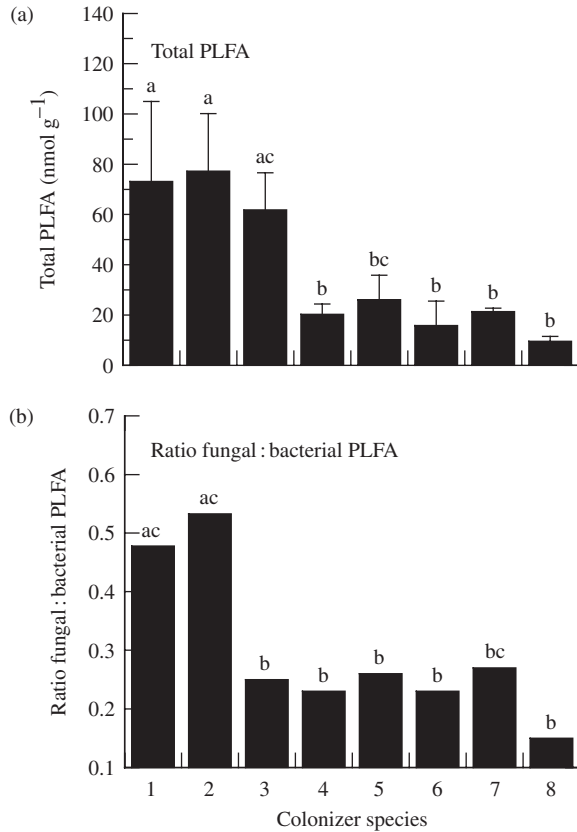 (a)
140
120
100
80
60
40
20
0
Total PLFA (nmol g−1)
Total PLFA
a
a
ac
b
bc
b
b
b
(b)
0.7
0.6
0.5
0.4
0.3
0.2
0.1
Ratio fungal : bacterial PLFA
Ratio fungal : bacterial PLFA
ac
ac
b
b
b
b
bc
b
1 2 3 4 5 6 7 8
Colonizer species